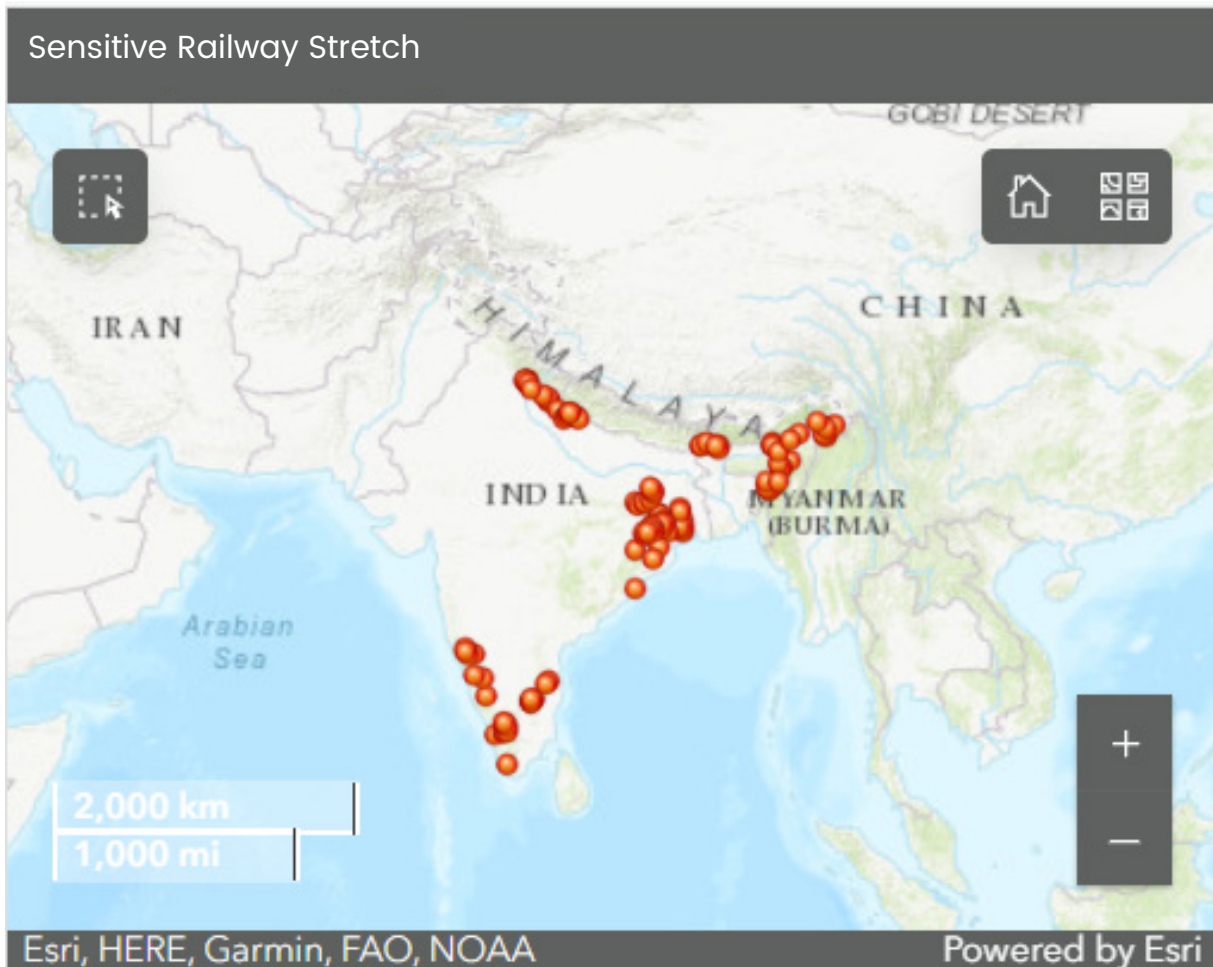 Sensitive Railway Stretch
GOBI DESERT
CHINA
IRAN
HIMALAYA
INDIA
MYANMAR
(BURMA)
Arabian
Sea
2,000 km
1,000 mi
+
−
Esri, HERE, Garmin, FAO, NOAA
Powered by Esri